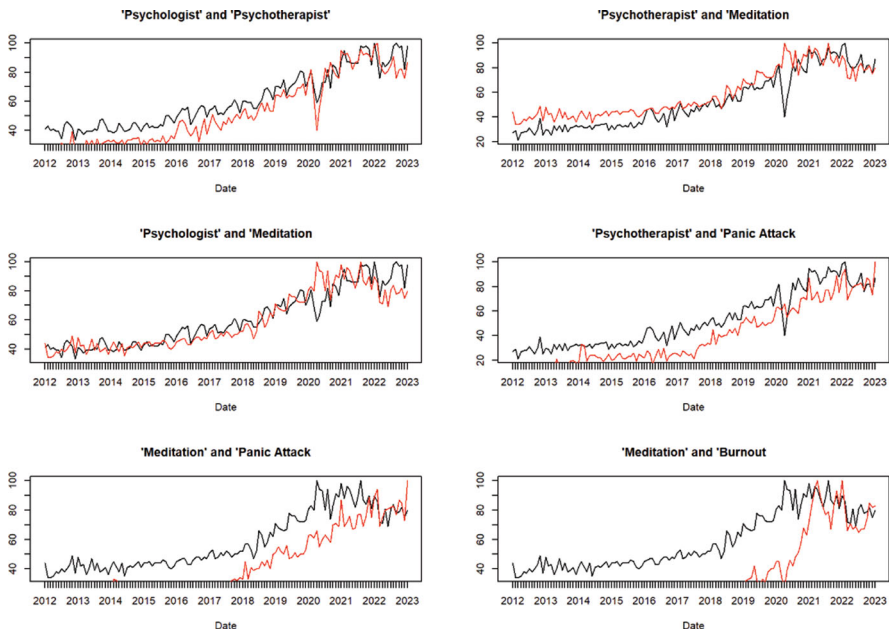 'Psychologist' and 'Psychotherapist'
40 60 80 100
2012 2013 2014 2015 2016 2017 2018 2019 2020 2021 2022 2023
Date
'Psychotherapist' and 'Meditation
20 40 60 80 100
2012 2013 2014 2015 2016 2017 2018 2019 2020 2021 2022 2023
Date
'Psychologist' and 'Meditation
40 60 80 100
2012 2013 2014 2015 2016 2017 2018 2019 2020 2021 2022 2023
Date
'Psychotherapist' and 'Panic Attack
20 40 60 80 100
2012 2013 2014 2015 2016 2017 2018 2019 2020 2021 2022 2023
Date
'Meditation' and 'Panic Attack
40 60 80 100
2012 2013 2014 2015 2016 2017 2018 2019 2020 2021 2022 2023
Date
'Meditation' and 'Burnout
40 60 80 100
2012 2013 2014 2015 2016 2017 2018 2019 2020 2021 2022 2023
Date